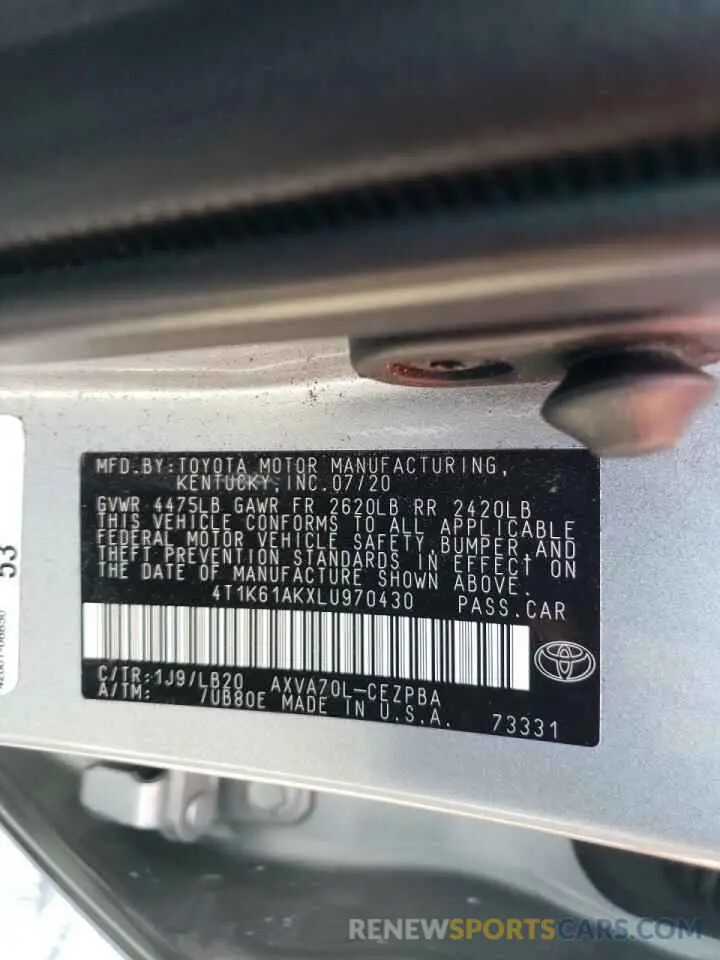 MFD.BY:TOYOTA MOTOR MANUFACTURING,
KENTUCKY,INC.07/20
GVWR 4475LB GAWR FR 2620LB RR 2420LB
THIS VEHICLE CONFORMS TO ALL APPLICABLE
FEDERAL MOTOR VEHICLE SAFETY,BUMPER,AND
THEFT PREVENTION STANDARDS IN EFFECT ON
THE DATE OF MANUFACTURE SHOWN ABOVE.
4T1K61AKXLU970430 PASS.CAR
C/TR:1J9/LB20 AXVA70L-CEZPBA
A/TM: 7UB80E MADE IN U.S.A. 73331
53
RENEWSPORTSCARS.COM